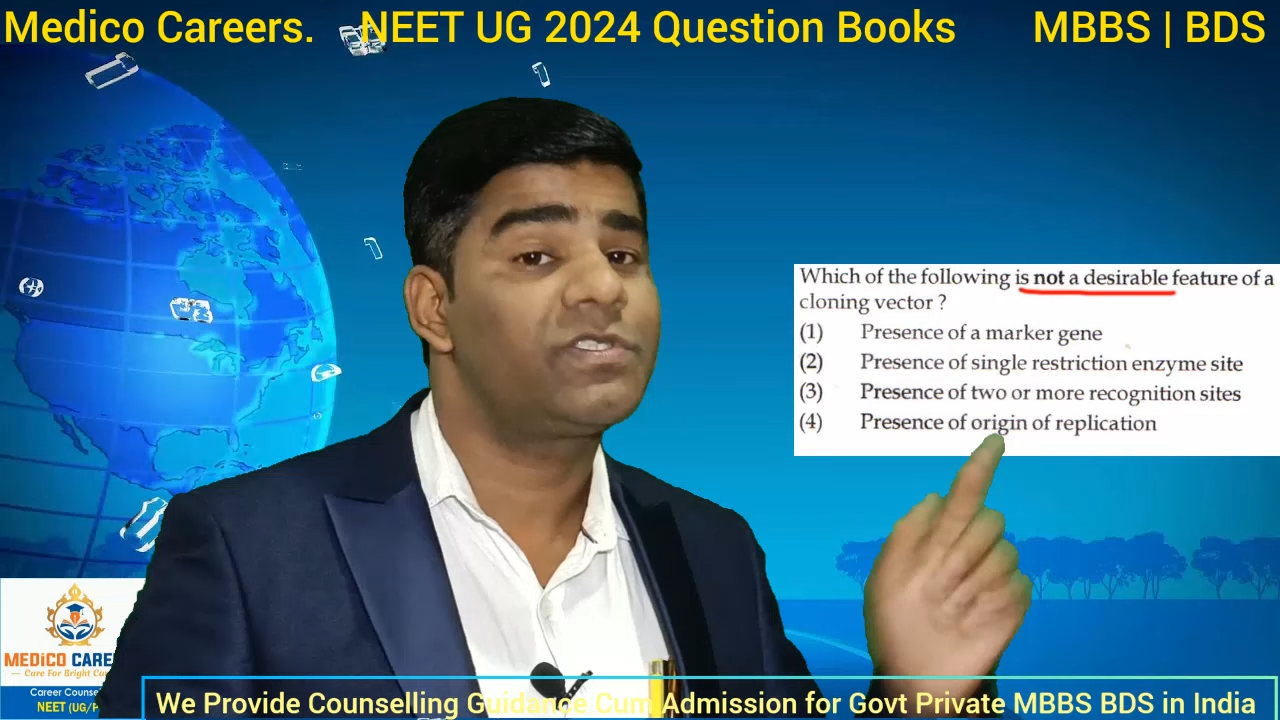 Medico Careers. NEET UG 2024 Question Books MBBS | BDS
Which of the following is not a desirable feature of a
cloning vector ?
(1) Presence of a marker gene
(2) Presence of single restriction enzyme site
(3) Presence of two or more recognition sites
(4) Presence of origin of replication
MEDiCO CARE
Care For Bright
Career
NEET (UG/P
We Provide Counselling Guidance Cum Admission for Govt Private MBBS BDS in India